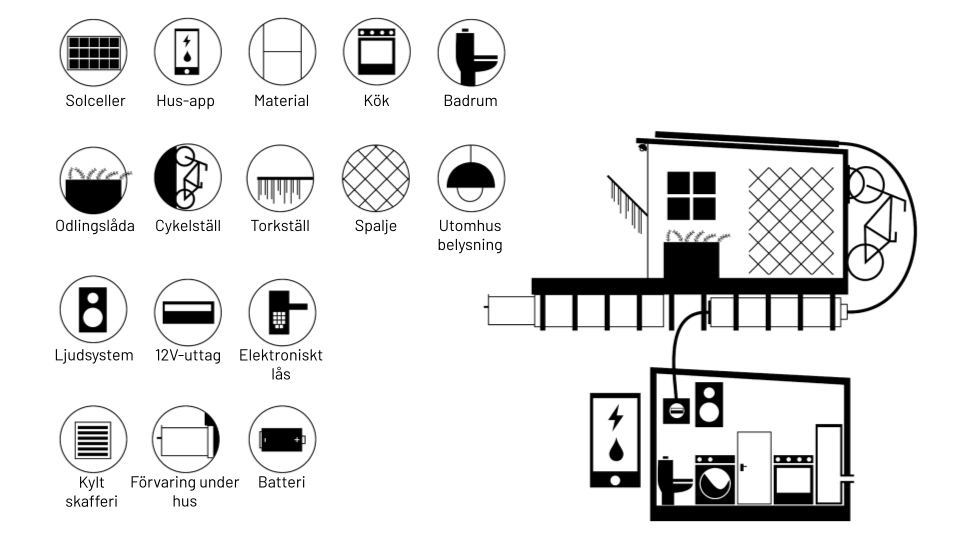 Solceller
Hus-app
Material
Kök
Badrum
Odlingslåda
Cykelställ
Torkställ
Spalje
Utomhus
belysning
Ljudsystem
12V-uttag
Elektroniskt
lås
Kylt
skafferi
Förvaring under
hus
Batteri